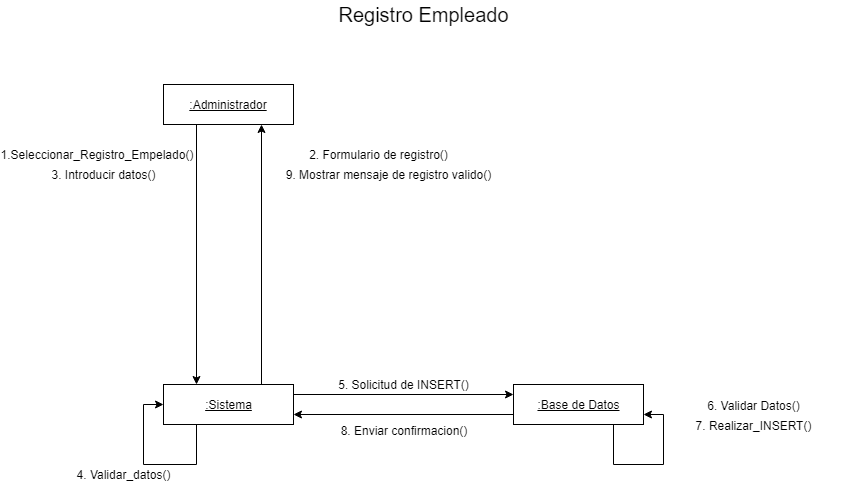 Registro Empleado
:Administrador
1.Seleccionar_Registro_Empelado()
3. Introducir datos()
2. Formulario de registro()
9. Mostrar mensaje de registro valido()
5. Solicitud de INSERT()
:Sistema
:Base de Datos
6. Validar Datos()
7. Realizar_INSERT()
8. Enviar confirmacion()
4. Validar_datos()